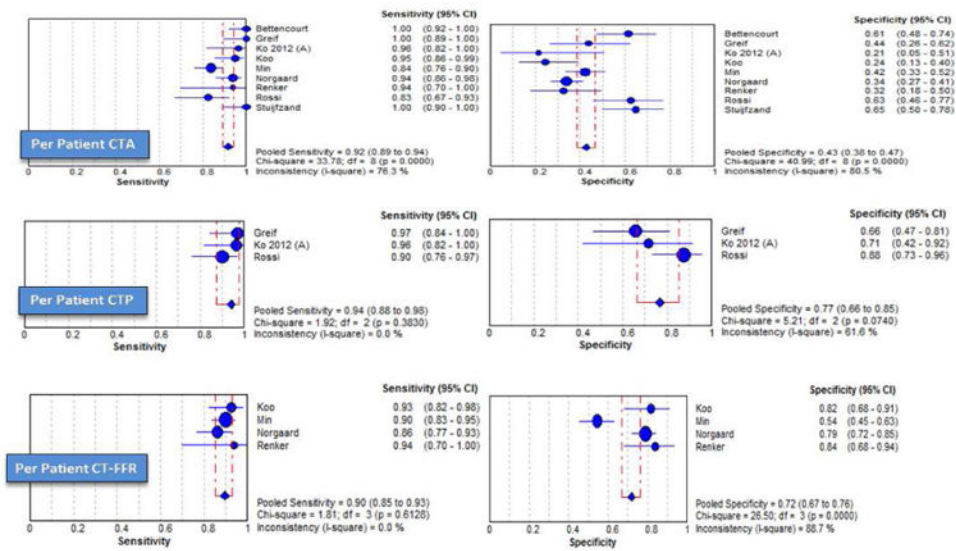 Sensitivity (95% CI)
Bettencourt 1.00 (0.92 - 1.00)
Greif 1.00 (0.89 - 1.00)
Ko 2012 (A) 0.96 (0.82 - 1.00)
Koo 0.95 (0.86 - 0.99)
Min 0.84 (0.76 - 0.90)
Norgaard 0.94 (0.86 - 0.98)
Renker 0.94 (0.70 - 1.00)
Rossi 0.83 (0.67 - 0.93)
Stuijfzand 1.00 (0.90 - 1.00)
Per Patient CTA
Pooled Sensitivity = 0.92 (0.89 to 0.94)
Chi-square = 33.78; df = 8 (p = 0.0000)
Inconsistency (I-square) = 76.3 %
0 0.2 0.4 0.6 0.8 1
Sensitivity
Specificity (95% CI)
Bettencourt 0.61 (0.48 - 0.74)
Greif 0.44 (0.26 - 0.62)
Ko 2012 (A) 0.21 (0.05 - 0.51)
Koo 0.24 (0.13 - 0.40)
Min 0.42 (0.33 - 0.52)
Norgaard 0.34 (0.27 - 0.41)
Renker 0.32 (0.18 - 0.50)
Rossi 0.63 (0.46 - 0.77)
Stuijfzand 0.65 (0.50 - 0.78)
Pooled Specificity = 0.43 (0.38 to 0.47)
Chi-square = 40.99; df = 8 (p = 0.0000)
Inconsistency (I-square) = 80.5 %
0 0.2 0.4 0.6 0.8 1
Specificity
Sensitivity (95% CI)
Greif 0.97 (0.84 - 1.00)
Ko 2012 (A) 0.96 (0.82 - 1.00)
Rossi 0.90 (0.76 - 0.97)
Per Patient CTP
Pooled Sensitivity = 0.94 (0.88 to 0.98)
Chi-square = 1.92; df = 2 (p = 0.3830)
Inconsistency (I-square) = 0.0 %
0 0.2 0.4 0.6 0.8 1
Sensitivity
Specificity (95% CI)
Greif 0.66 (0.47 - 0.81)
Ko 2012 (A) 0.71 (0.42 - 0.92)
Rossi 0.88 (0.73 - 0.96)
Pooled Specificity = 0.77 (0.66 to 0.85)
Chi-square = 5.21; df = 2 (p = 0.0740)
Inconsistency (I-square) = 61.6 %
0 0.2 0.4 0.6 0.8 1
Specificity
Sensitivity (95% CI)
Koo 0.93 (0.82 - 0.98)
Min 0.90 (0.83 - 0.95)
Norgaard 0.86 (0.77 - 0.93)
Renker 0.94 (0.70 - 1.00)
Per Patient CT-FFR
Pooled Sensitivity = 0.90 (0.85 to 0.93)
Chi-square = 1.81; df = 3 (p = 0.6128)
Inconsistency (I-square) = 0.0 %
0 0.2 0.4 0.6 0.8 1
Sensitivity
Specificity (95% CI)
Koo 0.82 (0.68 - 0.91)
Min 0.54 (0.45 - 0.63)
Norgaard 0.79 (0.72 - 0.85)
Renker 0.84 (0.68 - 0.94)
Pooled Specificity = 0.72 (0.67 to 0.76)
Chi-square = 26.50; df = 3 (p = 0.0000)
Inconsistency (I-square) = 88.7 %
0 0.2 0.4 0.6 0.8 1
Specificity